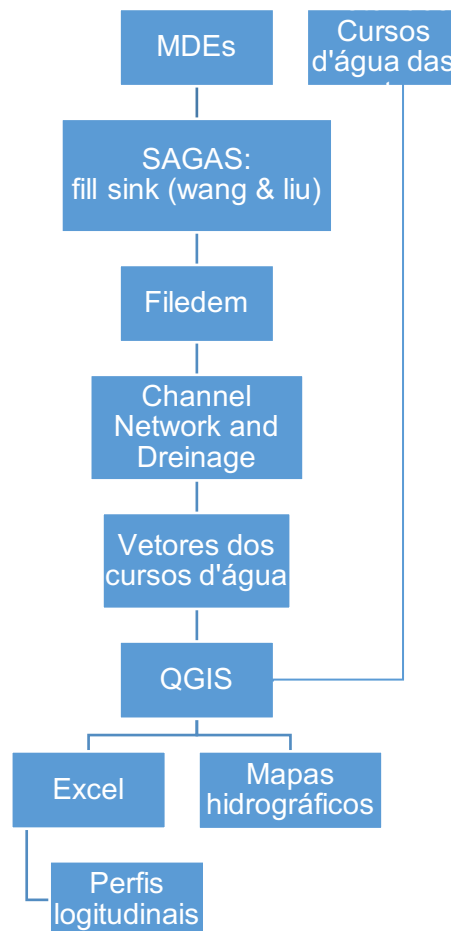 MDEs
Cursos
d'água das
SAGAS:
fill sink (wang & liu)
Filedem
Channel
Network and
Dreinage
Vetores dos
cursos d'água
QGIS
Excel
Mapas
hidrográficos
Perfis
logitudinais